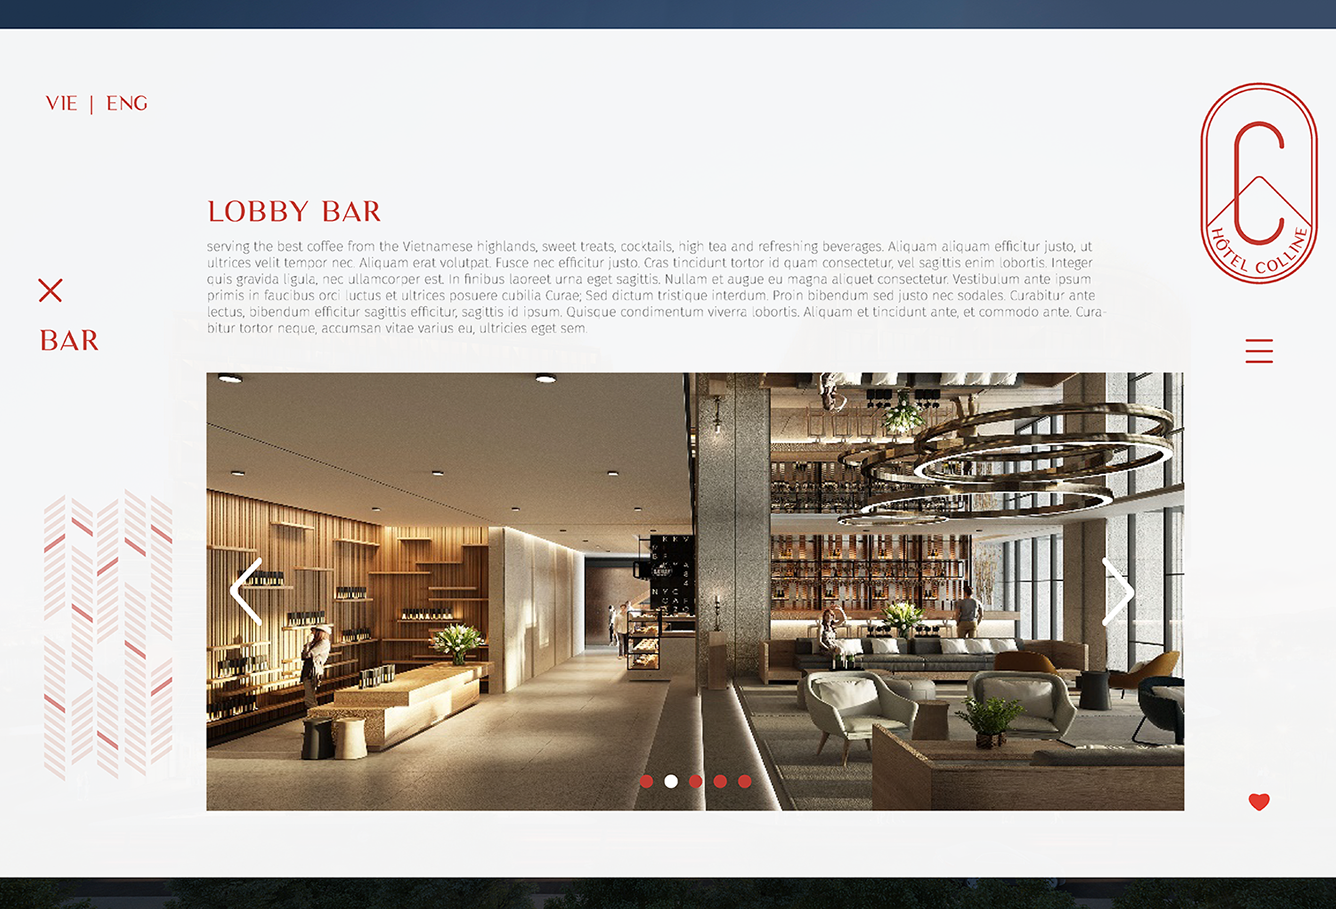 VIE | ENG
HÔTEL COLLINE
LOBBY BAR
serving the best coffee from the Vietnamese highlands, sweet treats, cocktails, high tea and refreshing beverages. Aliquam aliquam efficitur justo, ut
ultrices velit tempor nec. Aliquam erat volutpat. Fusce nec efficitur justo. Cras tincidunt tortor id quam consectetur, vel sagittis enim lobortis. Integer
quis gravida ligula, nec ullamcorper est. In finibus laoreet urna eget sagittis. Nullam et augue eu magna aliquet consectetur. Vestibulum ante ipsum
primis in faucibus orci luctus et ultrices posuere cubilia Curae; Sed dictum tristique interdum. Proin bibendum sed justo nec sodales. Curabitur ante
lectus, bibendum efficitur sagittis efficitur, sagittis id ipsum. Quisque condimentum viverra lobortis. Aliquam et tincidunt ante, et commodo ante. Cura-
bitur tortor neque, accumsan vitae varius eu, ultricies eget sem.
BAR